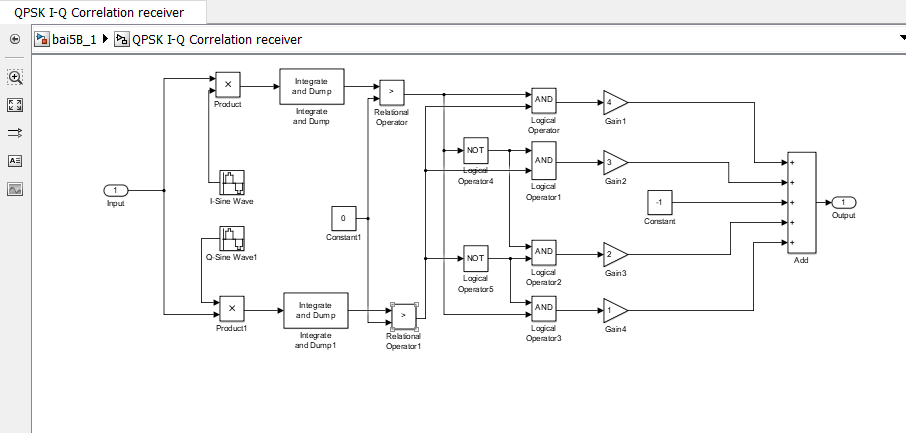 QPSK I-Q Correlation receiver
bai5B_1 QPSK I-Q Correlation receiver
×
Product
Integrate
and Dump
Integrate
and Dump
>
Relational
Operator
AND
Logical
Operator
4
Gain1
NOT
Logical
Operator4
AND
Logical
Operator1
3
Gain2
1
Input
I-Sine Wave
0
Constant1
-1
Constant
+
+
+
+
+
Add
1
Output
Q-Sine Wave1
NOT
Logical
Operator5
AND
Logical
Operator2
2
Gain3
×
Product1
Integrate
and Dump
Integrate
and Dump1
>
Relational
Operator1
AND
Logical
Operator3
1
Gain4